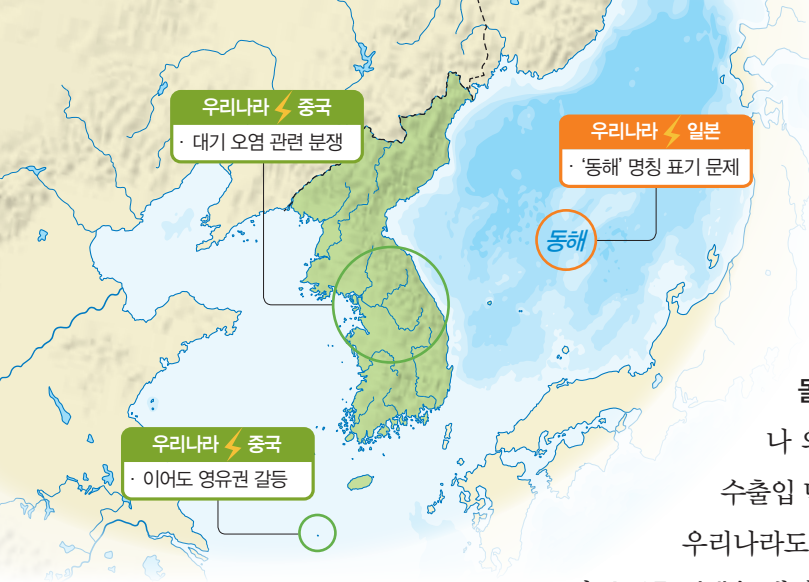 우리나라 중국
· 대기 오염 관련 분쟁
우리나라 일본
· ‘동해’ 명칭 표기 문제
동해
우리나라 중국
· 이어도 영유권 갈등
나
수출입
우리나라도